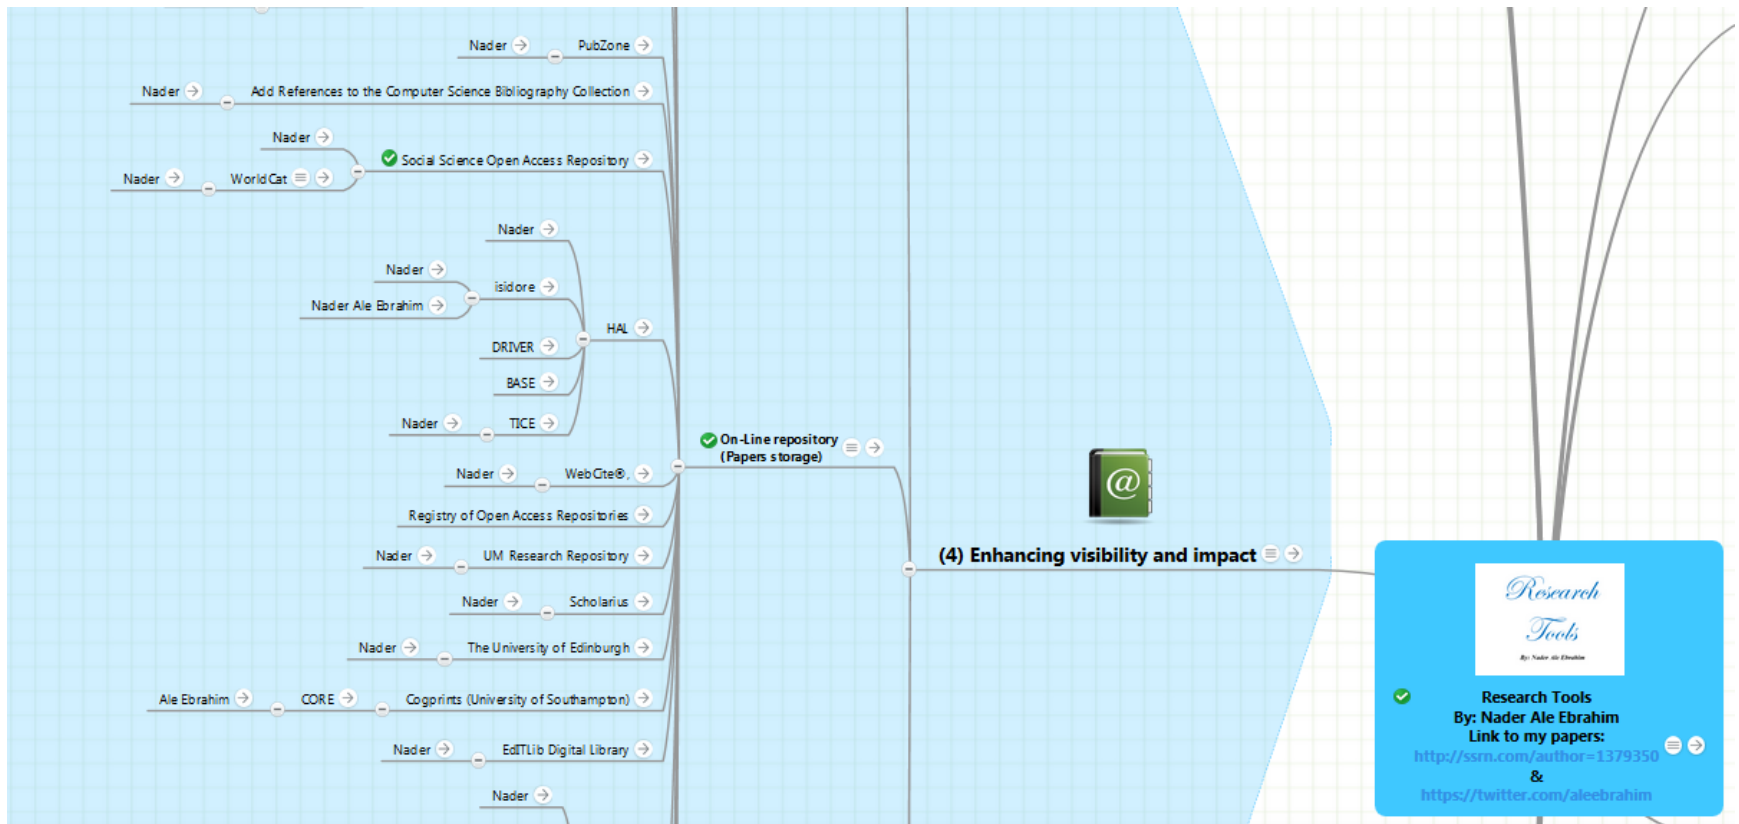 Nader
PubZone
Nader
Add References to the Computer Science Bibliography Collection
Nader
Social Science Open Access Repository
Nader
WorldCat
Nader
Nader
isidore
Nader Ale Ebrahim
HAL
DRIVER
BASE
Nader
TICE
On-Line repository
(Papers storage)
Nader
WebCite®,
Registry of Open Access Repositories
Nader
UM Research Repository
(4) Enhancing visibility and impact
Nader
Scholarius
Nader
The University of Edinburgh
Ale Ebrahim
CORE
Cogprints (University of Southampton)
Nader
EdITLib Digital Library
Nader
@
Research
Tools
By: Nader Ale Ebrahim
Research Tools
By: Nader Ale Ebrahim
Link to my papers:
http://ssrn.com/author=1379350
&
https://twitter.com/aleebrahim